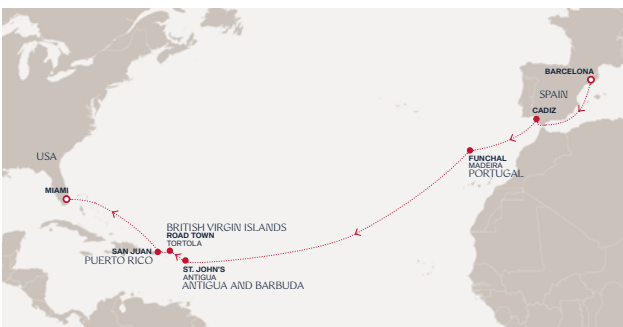 BARCELONA
SPAIN
CADIZ
FUNCHAL
MADEIRA
PORTUGAL
USA
MIAMI
BRITISH VIRGIN ISLANDS
ROAD TOWN
TORTOLA
SAN JUAN
PUERTO RICO
ST. JOHN'S
ANTIGUA
ANTIGUA AND BARBUDA